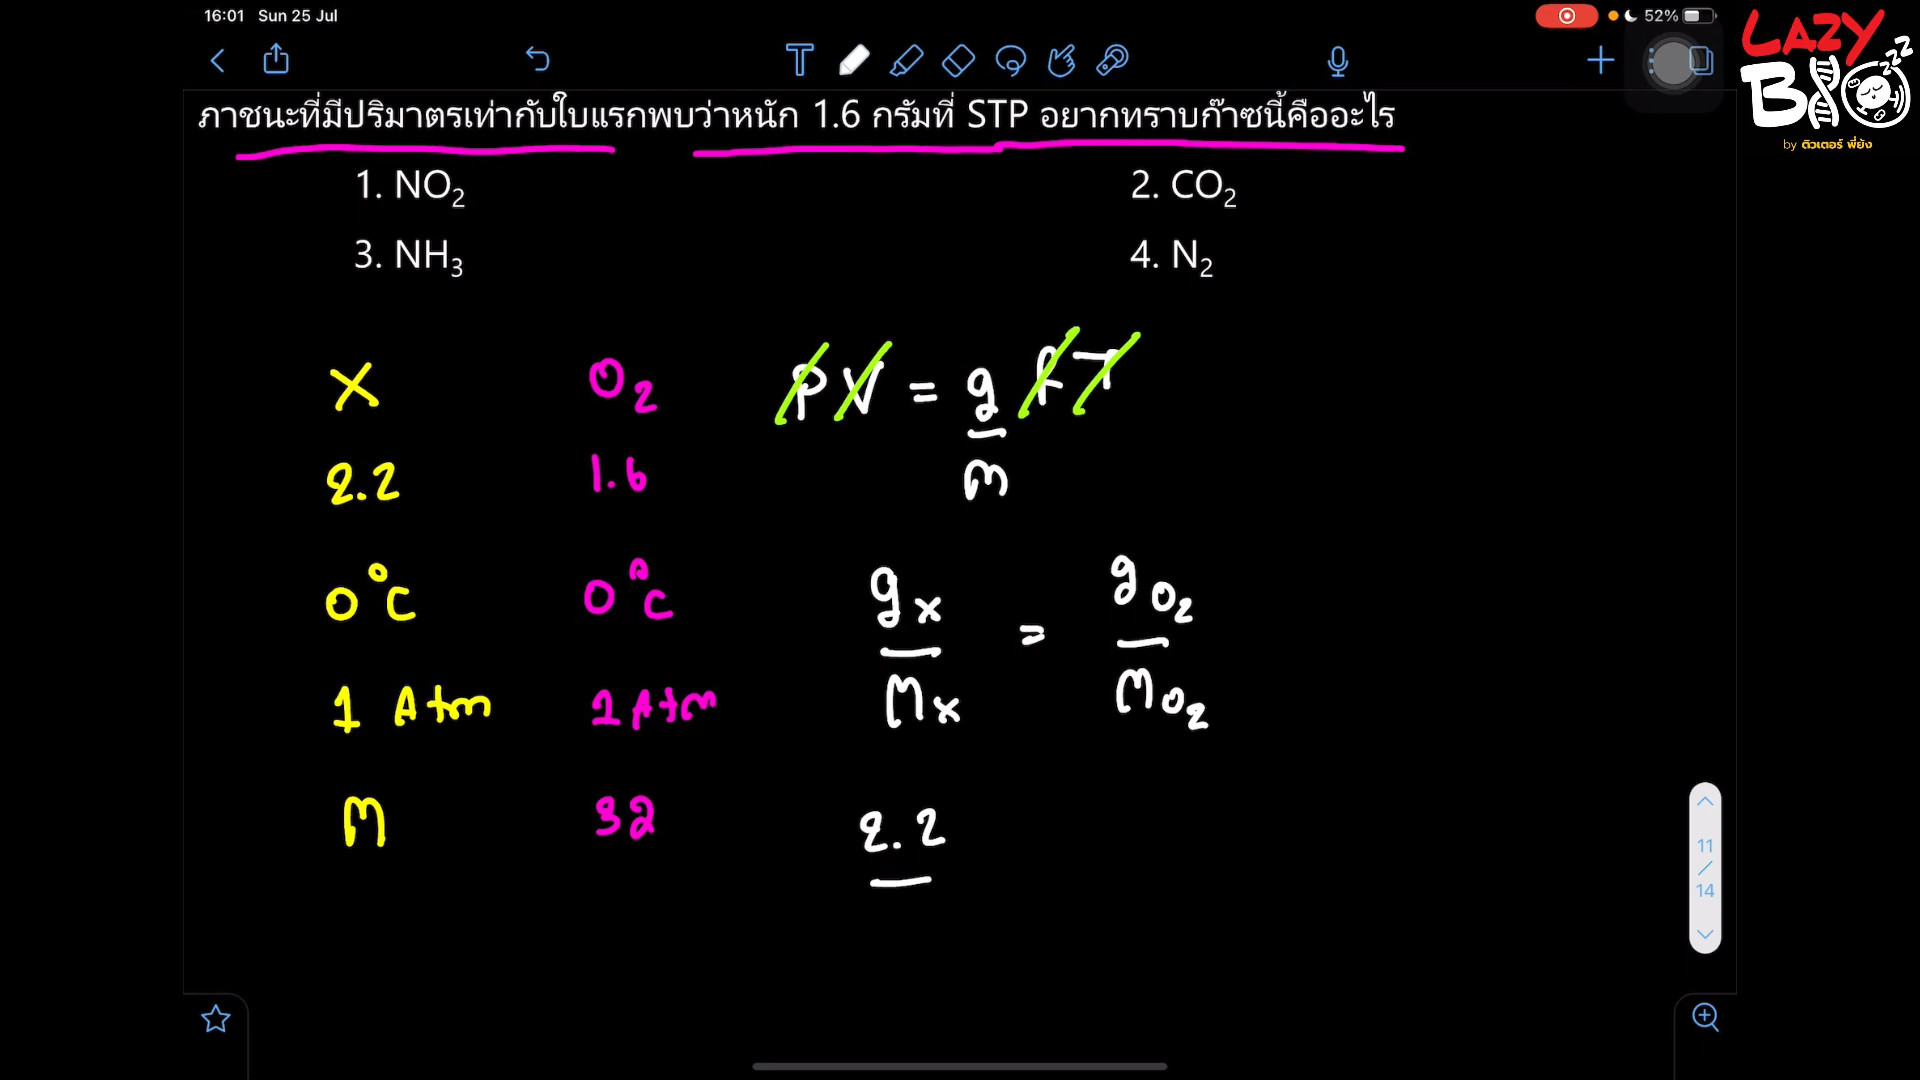 16:01 Sun 25 Jul
52%
LAZY
BIO
zzz
by ติวเตอร์ พี่ยัง
ภาชนะที่มีปริมาตรเท่ากับใบแรกพบว่าหนัก 1.6 กรัมที่ STP อยากทราบก๊าซนี้คืออะไร
1. NO₂
2. CO₂
3. NH₃
4. N₂
X O₂ PV = g RT
M
2.2 1.6
0°C 0°C
gx = gO₂
Mx MO₂
1 Atm 1 Atm
M 32 2.2
11
/
14